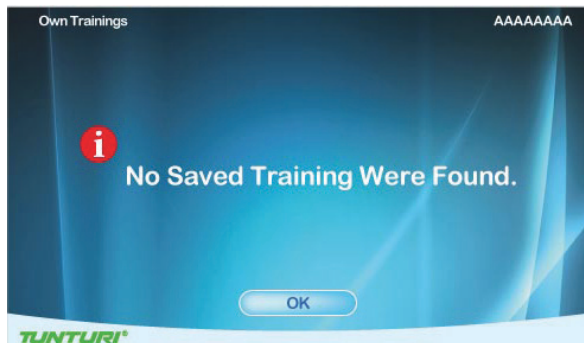 Own Trainings
AAAAAAAA
i
No Saved Training Were Found.
OK
TUNTURI®